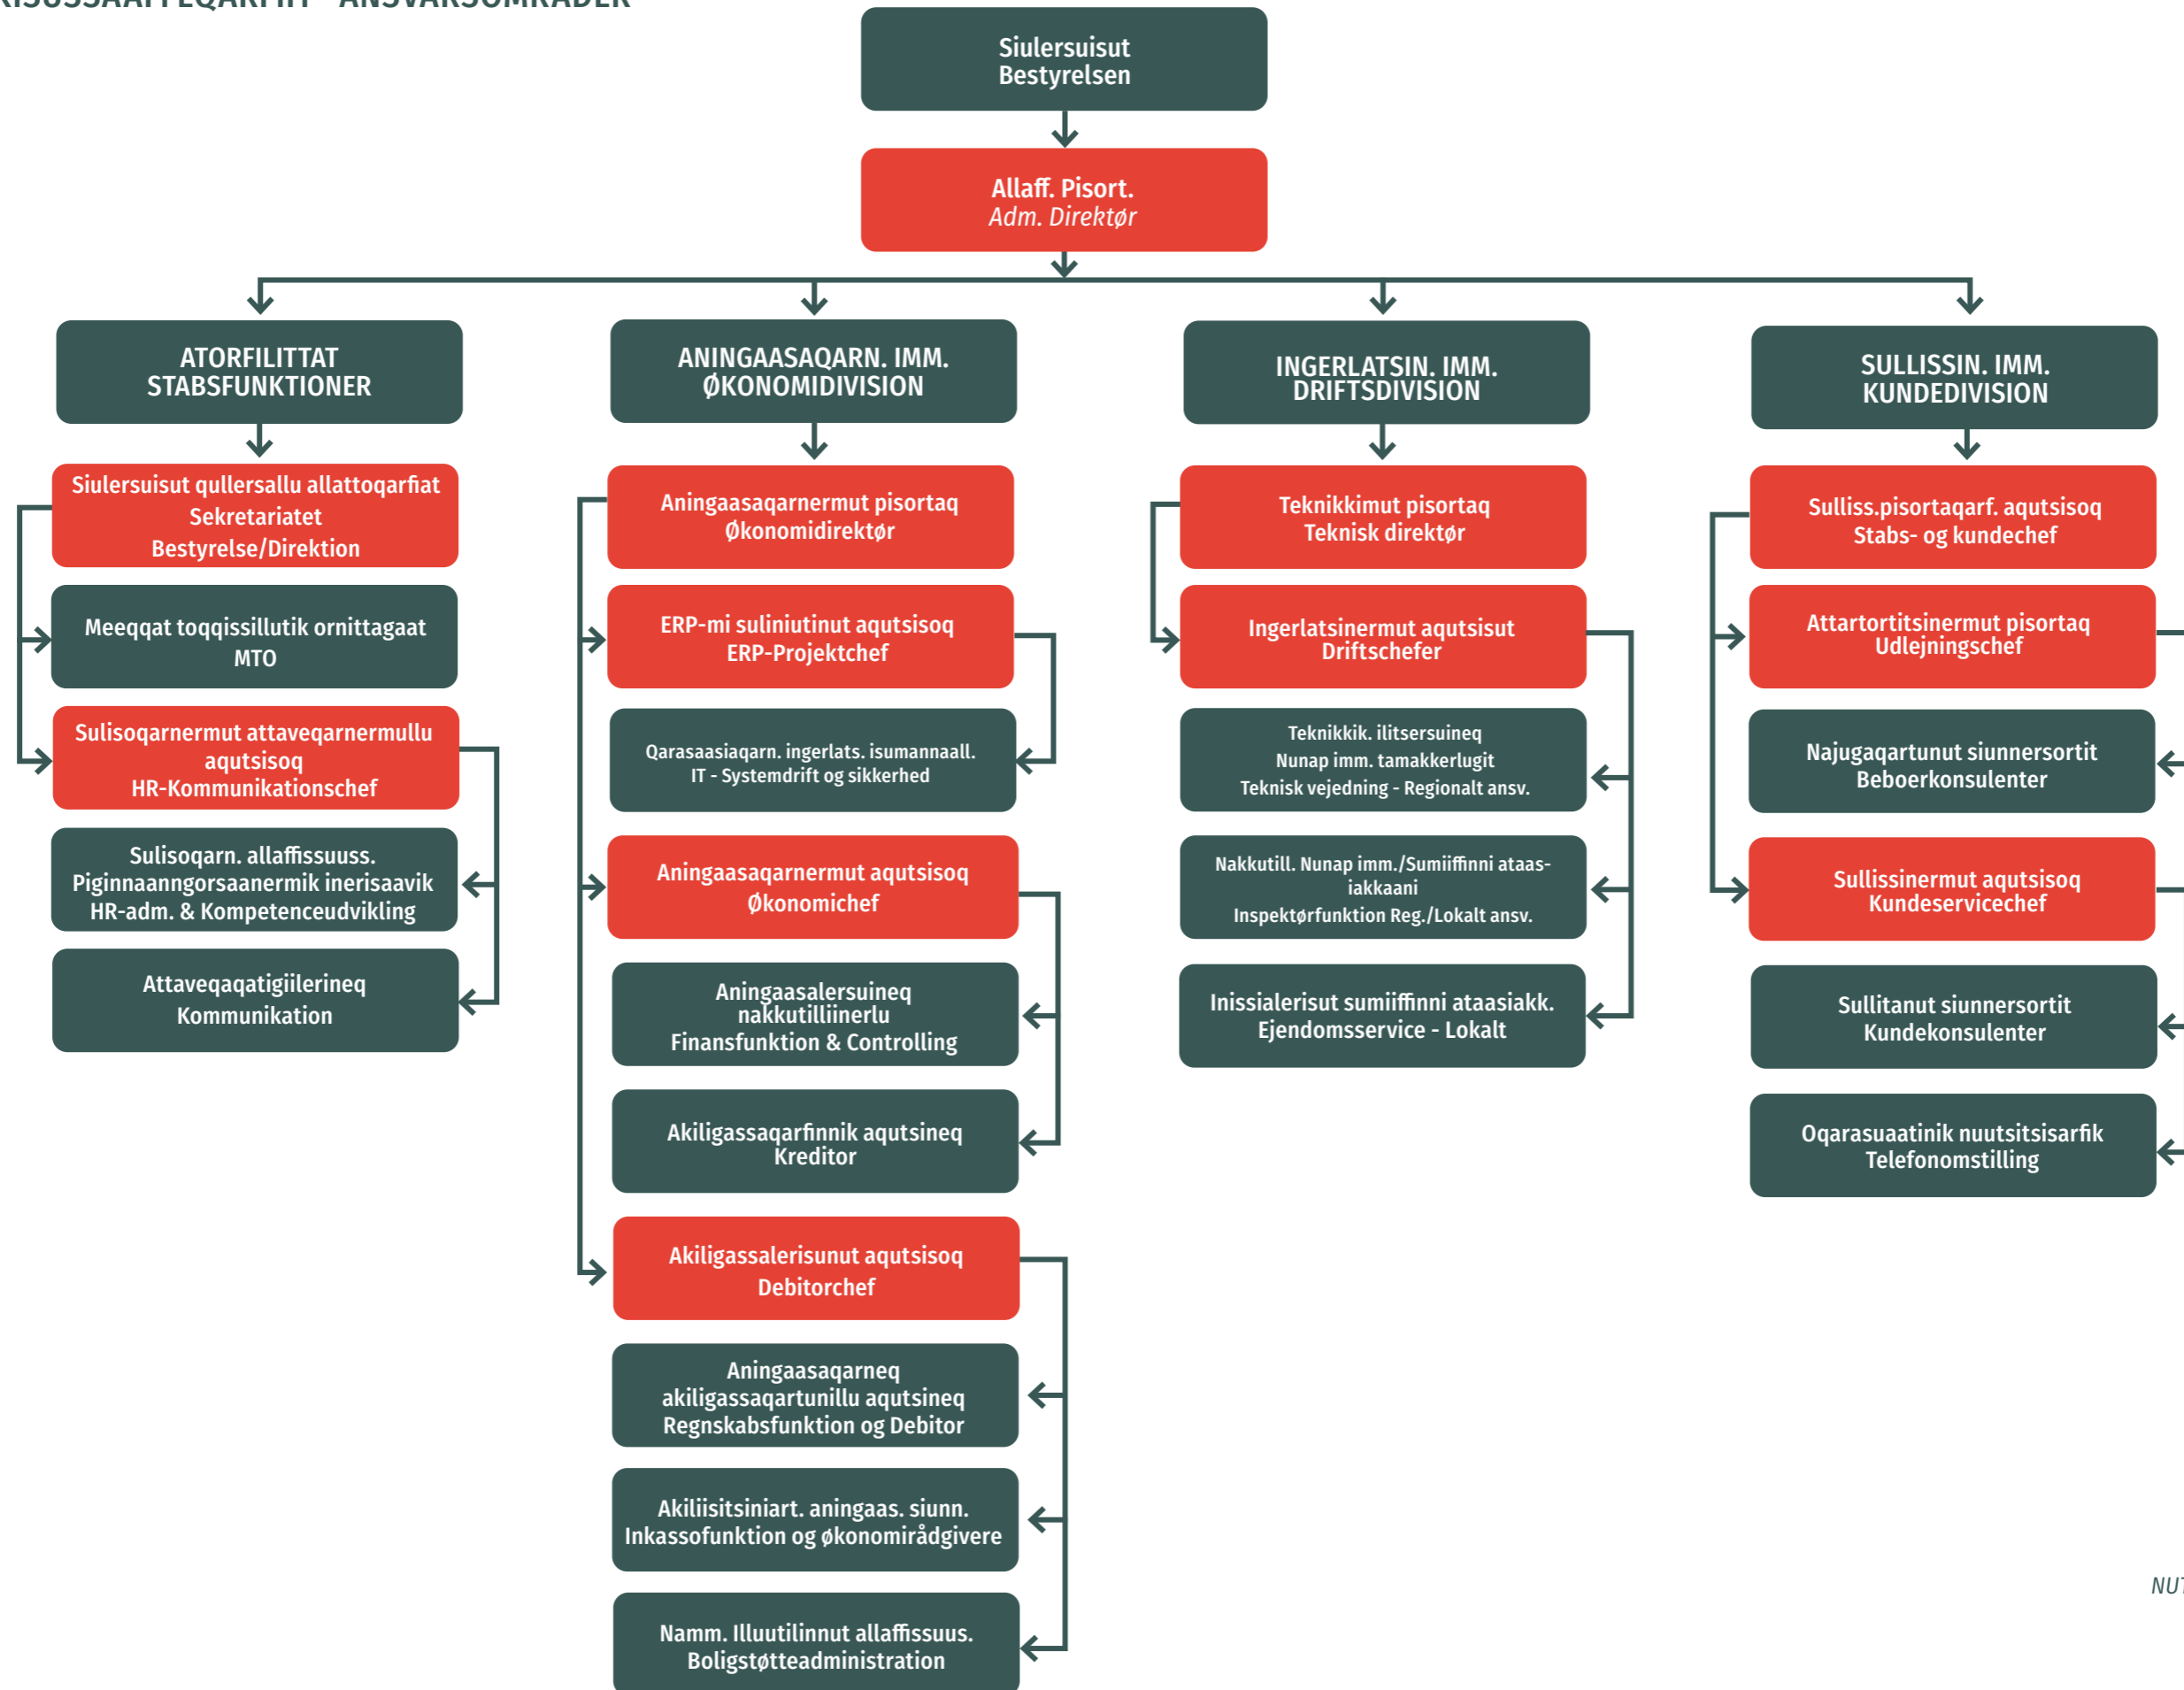 ANSVARSOMRÅDER
Siulersuisut
Bestyrelsen
Allaff. Pisort.
Adm. Direktør
ATORFILITTAT
STABSFUNKTIONER
Siulersuisut qullersallu allattoqarfiat
Sekretariatet
Bestyrelse/Direktion
Meeqqat toqqissillutik ornittagaat
MTO
Sulisoqarnermut attaveqarnermullu
aqutsisoq
HR-Kommunikationschef
Sulisoqarn. allaffissuuss.
Piginnaanngorsaanermik inerisaavik
HR-adm. & Kompetenceudvikling
Attaveqaqatigiilerineq
Kommunikation
ANINGAASAQARN. IMM.
ØKONOMIDIVISION
Aningaasaqarnermut pisortaq
Økonomidirektør
ERP-mi suliniutinut aqutsisoq
ERP-Projektchef
Qarasaasiaqarn. ingerlats. isumannaall.
IT - Systemdrift og sikkerhed
Aningaasaqarnermut aqutsisoq
Økonomichef
Aningaasalersuineq
nakkutilliinerlu
Finansfunktion & Controlling
Akiligassaqarfinnik aqutsineq
Kreditor
Akiligassalerisunut aqutsisoq
Debitorchef
Aningaasaqarneq
akiligassaqartunillu aqutsineq
Regnskabsfunktion og Debitor
Akiliisitsiniart. aningaas. siunn.
Inkassofunktion og økonomirådgivere
Namm. Illuutilinnut allaffissuus.
Boligstøtteadministration
INGERLATSIN. IMM.
DRIFTSDIVISION
Teknikkimut pisortaq
Teknisk direktør
Ingerlatsinermut aqutsisut
Driftschefer
Teknikkik. ilitsersuineq
Nunap imm. tamakkerlugit
Teknisk vejedning - Regionalt ansv.
Nakkutill. Nunap imm./Sumiiffinni ataas-
iakkaani
Inspektørfunktion Reg./Lokalt ansv.
Inissialerisut sumiiffinni ataasiakk.
Ejendomsservice - Lokalt
SULLISSIN. IMM.
KUNDEDIVISION
Sulliss.pisortaqarf. aqutsisoq
Stabs- og kundechef
Attartortitsinermut pisortaq
Udlejningschef
Najugaqartunut siunnersortit
Beboerkonsulenter
Sullissinermut aqutsisoq
Kundeservicechef
Sullitanut siunnersortit
Kundekonsulenter
Oqarasuaatinik nuutsitsisarfik
Telefonomstilling